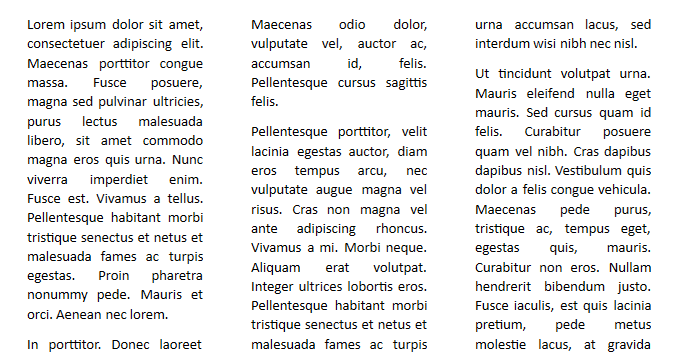 Lorem ipsum dolor sit amet,
consectetuer adipiscing elit.
Maecenas porttitor congue
massa. Fusce posuere,
magna sed pulvinar ultricies,
purus lectus malesuada
libero, sit amet commodo
magna eros quis urna. Nunc
viverra imperdiet enim.
Fusce est. Vivamus a tellus.
Pellentesque habitant morbi
tristique senectus et netus et
malesuada fames ac turpis
egestas. Proin pharetra
nonummy pede. Mauris et
orci. Aenean nec lorem.
In porttitor. Donec laoreet
Maecenas odio dolor,
vulputate vel, auctor ac,
accumsan id, felis.
Pellentesque cursus sagittis
felis.
Pellentesque porttitor, velit
lacinia egestas auctor, diam
eros tempus arcu, nec
vulputate augue magna vel
risus. Cras non magna vel
ante adipiscing rhoncus.
Vivamus a mi. Morbi neque.
Aliquam erat volutpat.
Integer ultrices lobortis eros.
Pellentesque habitant morbi
tristique senectus et netus et
malesuada fames ac turpis
urna accumsan lacus, sed
interdum wisi nibh nec nisl.
Ut tincidunt volutpat urna.
Mauris eleifend nulla eget
mauris. Sed cursus quam id
felis. Curabitur posuere
quam vel nibh. Cras dapibus
dapibus nisl. Vestibulum quis
dolor a felis congue vehicula.
Maecenas pede purus,
tristique ac, tempus eget,
egestas quis, mauris.
Curabitur non eros. Nullam
hendrerit bibendum justo.
Fusce iaculis, est quis lacinia
pretium, pede metus
molestie lacus, at gravida